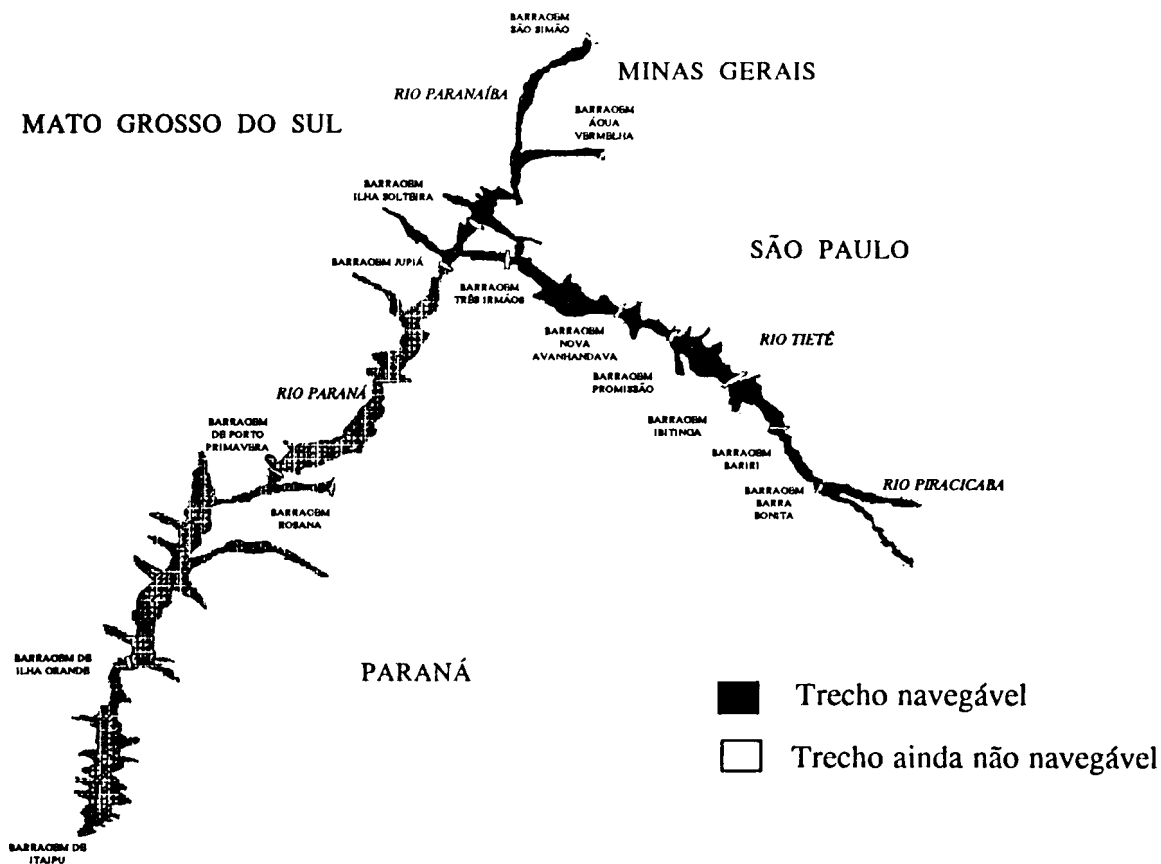 BARRAGEM
SÃO SIMÃO
MINAS GERAIS
RIO PARANAÍBA
BARRAGEM
ÁGUA
VERMELHA
MATO GROSSO DO SUL
BARRAGEM
ILHA SOLTEIRA
SÃO PAULO
BARRAGEM JUPIÁ
BARRAGEM
TRÊS IRMÃOS
BARRAGEM
NOVA
AVANHANDAVA
RIO TIETÊ
BARRAGEM
PROMISSÃO
RIO PARANÁ
BARRAGEM
DE PORTO
PRIMAVERA
BARRAGEM
IBITINGA
BARRAGEM
BARIRI
BARRAGEM
BARRA
BONITA
RIO PIRACICABA
BARRAGEM
ROSANA
BARRAGEM DE
ILHA GRANDE
PARANÁ
Trecho navegável
Trecho ainda não navegável
BARRAGEM DE
ITAIPU